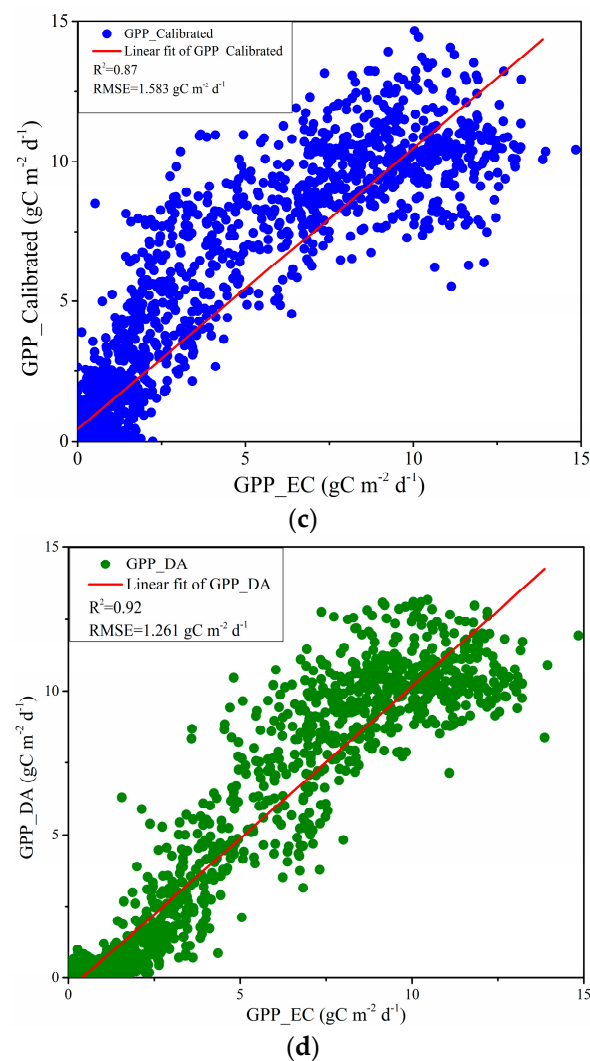 15
GPP_Calibrated
Linear fit of GPP_Calibrated
R²=0.87
RMSE=1.583 gC m⁻² d⁻¹
10
GPP_Calibrated (gC m⁻² d⁻¹)
5
0
0 5 10 15
GPP_EC (gC m⁻² d⁻¹)
(c)
15
GPP_DA
Linear fit of GPP_DA
R²=0.92
RMSE=1.261 gC m⁻² d⁻¹
10
GPP_DA (gC m⁻² d⁻¹)
5
0
0 5 10 15
GPP_EC (gC m⁻² d⁻¹)
(d)